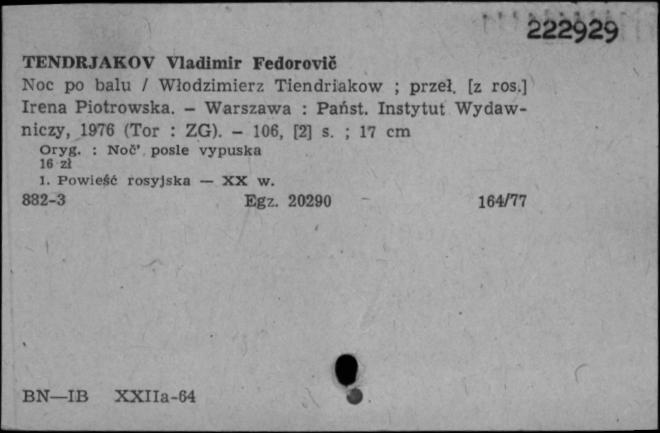 222929
TENDRJAKOV Vladimir Fedorovič
Noc po balu / Włodzimierz Tiendriakow ; przeł. [z ros.]
Irena Piotrowska. — Warszawa : Państ. Instytut Wydaw-
niczy, 1976 (Tor : ZG). — 106, [2] s. ; 17 cm
Oryg. : Noč' posle vypuska
16 zł
1. Powieść rosyjska — XX w.
882-3 Egz. 20290 164/77
BN—IB XXIIa-64